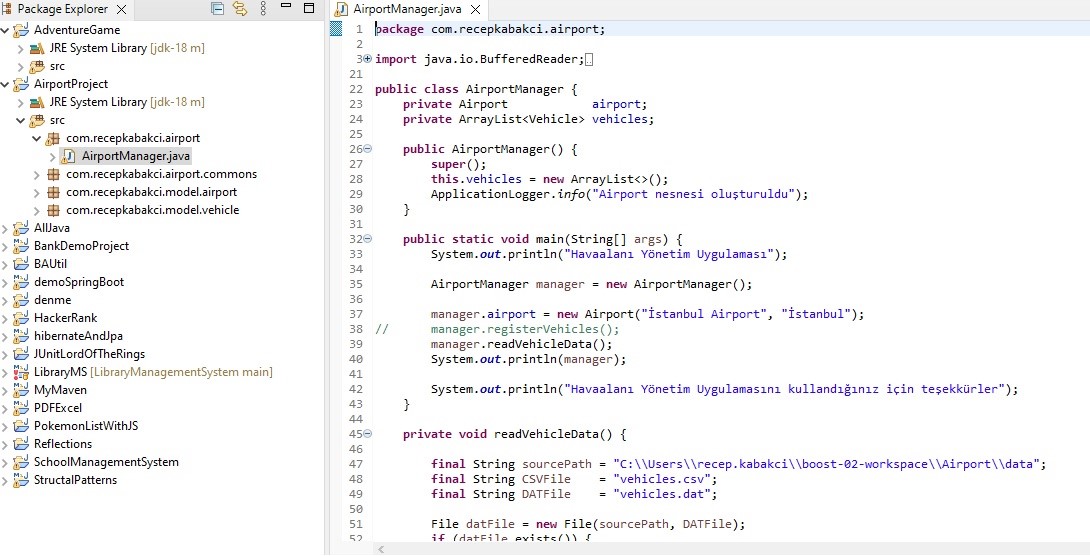 Package Explorer
AdventureGame
JRE System Library [jdk-18 m]
src
AirportProject
JRE System Library [jdk-18 m]
src
com.recepkabakci.airport
AirportManager.java
com.recepkabakci.airport.commons
com.recepkabakci.model.airport
com.recepkabakci.model.vehicle
AllJava
BankDemoProject
BAUtil
demoSpringBoot
denme
HackerRank
hibernateAndJpa
JUnitLordOfTheRings
LibraryMS [LibraryManagementSystem main]
MyMaven
PDFExcel
PokemonListWithJS
Reflections
SchoolManagementSystem
StructalPatterns
AirportManager.java
1 package com.recepkabakci.airport;
2
3 import java.io.BufferedReader;
21
22 public class AirportManager {
23 private Airport airport;
24 private ArrayList<Vehicle> vehicles;
25
26 public AirportManager() {
27 super();
28 this.vehicles = new ArrayList<>();
29 ApplicationLogger.info("Airport nesnesi oluşturuldu");
30 }
31
32 public static void main(String[] args) {
33 System.out.println("Havaalanı Yönetim Uygulaması");
34
35 AirportManager manager = new AirportManager();
36
37 manager.airport = new Airport("İstanbul Airport", "İstanbul");
38 // manager.registerVehicles();
39 manager.readVehicleData();
40 System.out.println(manager);
41
42 System.out.println("Havaalanı Yönetim Uygulamasını kullandığınız için teşekkürler");
43 }
44
45 private void readVehicleData() {
46
47 final String sourcePath = "C:\\Users\\recep.kabakci\\boost-02-workspace\\Airport\\data";
48 final String CSVFile = "vehicles.csv";
49 final String DATFile = "vehicles.dat";
50
51 File datFile = new File(sourcePath, DATFile);
52 if (datFile.exists()) {